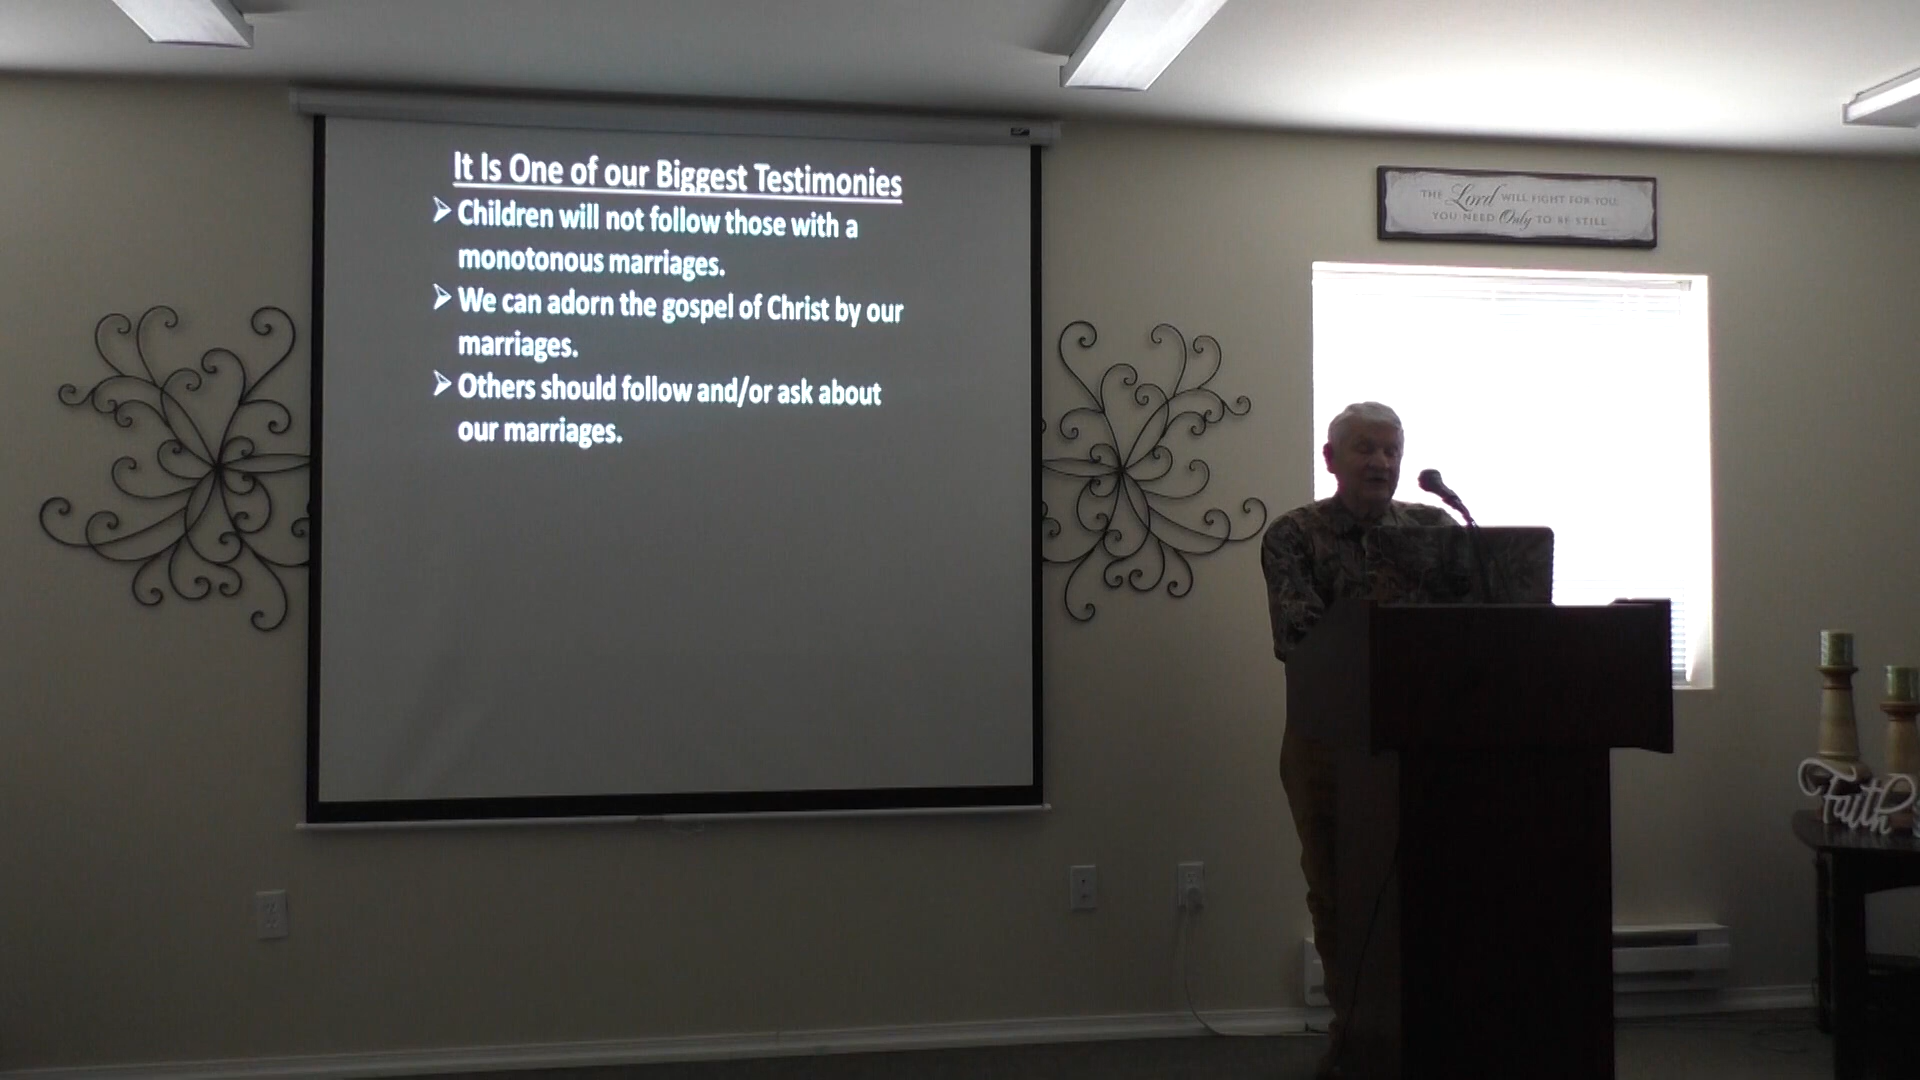 It Is One of our Biggest Testimonies
Children will not follow those with a
monotonous marriages.
We can adorn the gospel of Christ by our
marriages.
Others should follow and/or ask about
our marriages.
THE Lord WILL FIGHT FOR YOU;
YOU NEED Only TO BE STILL
Faith